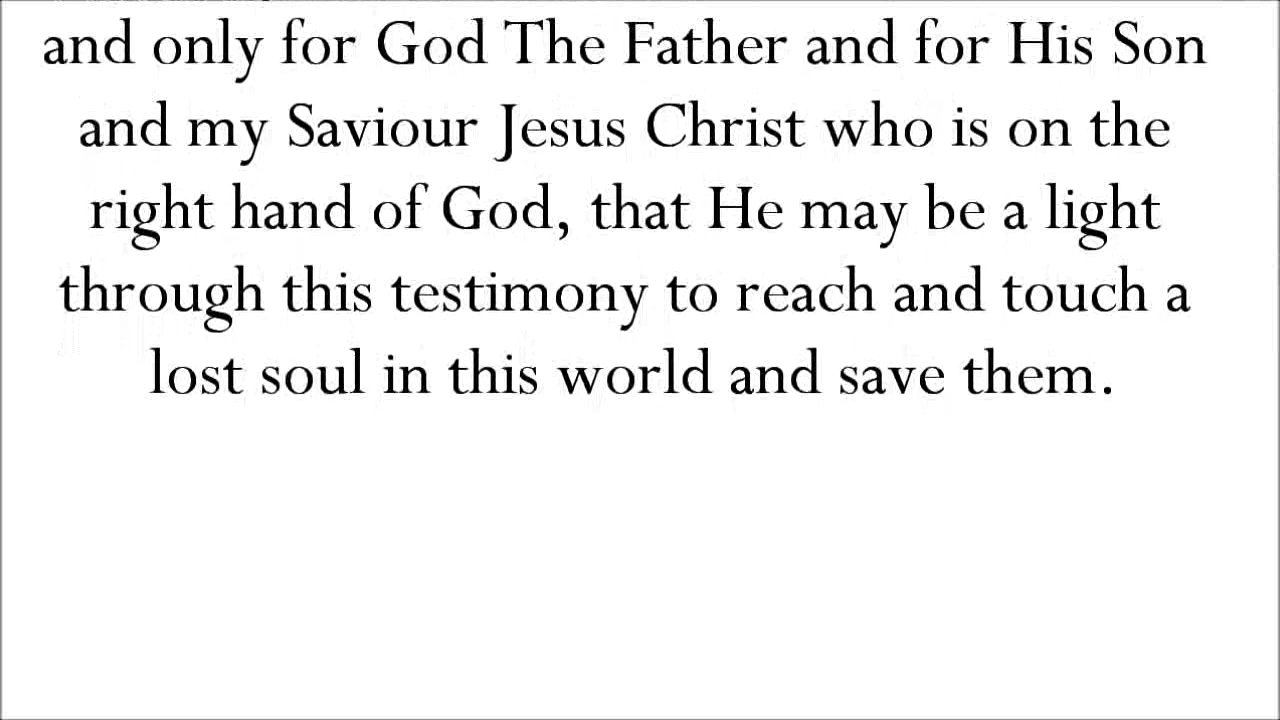 and only for God The Father and for His Son
and my Saviour Jesus Christ who is on the
right hand of God, that He may be a light
through this testimony to reach and touch a
lost soul in this world and save them.